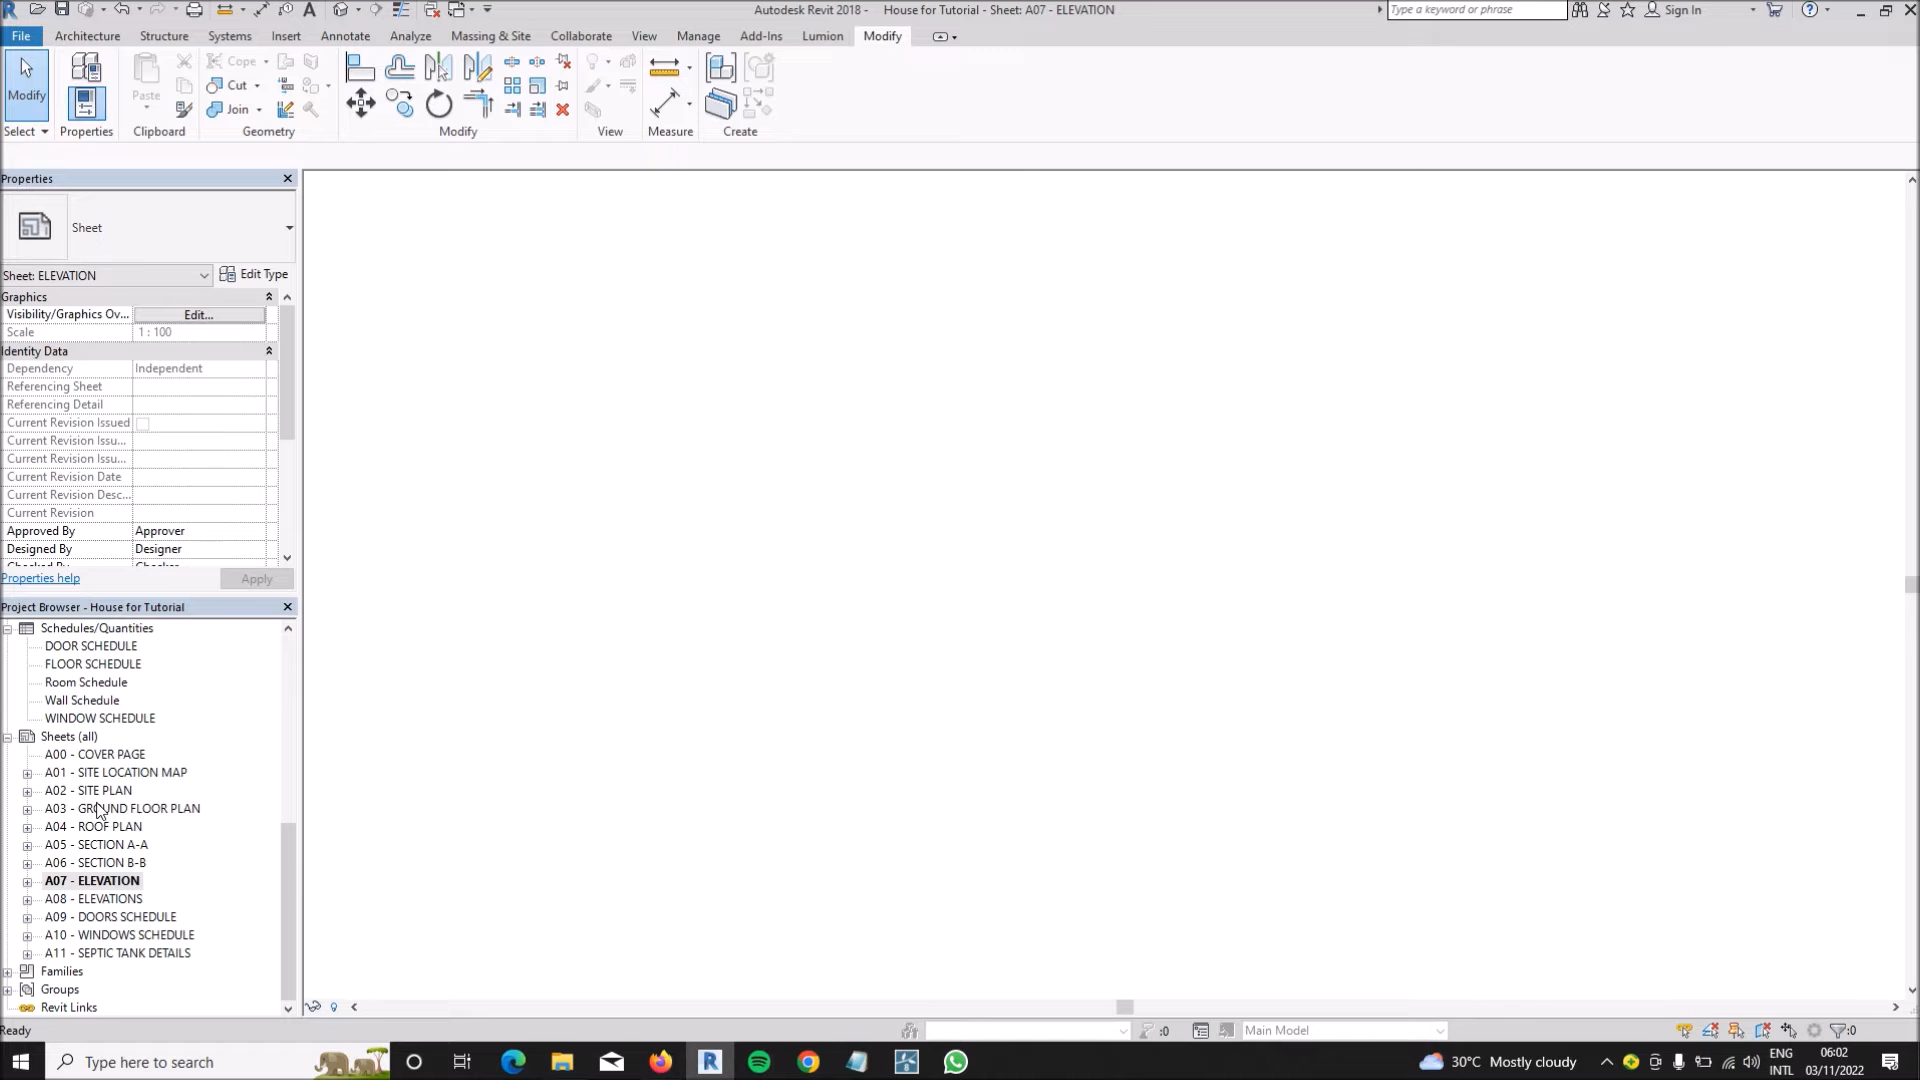 Autodesk Revit 2018 - House for Tutorial - Sheet: A07 - ELEVATION
Type a keyword or phrase
Sign In
File Architecture Structure Systems Insert Annotate Analyze Massing & Site Collaborate View Manage Add-Ins Lumion Modify
Modify
Paste
Cope
Cut
Join
Select Properties Clipboard Geometry Modify View Measure Create
Properties
Sheet
Sheet: ELEVATION Edit Type
Graphics
Visibility/Graphics Ov... Edit...
Scale 1 : 100
Identity Data
Dependency Independent
Referencing Sheet
Referencing Detail
Current Revision Issued
Current Revision Issu...
Current Revision Issu...
Current Revision Date
Current Revision Desc...
Current Revision
Approved By Approver
Designed By Designer
Checked By Checker
Properties help Apply
Project Browser - House for Tutorial
Schedules/Quantities
DOOR SCHEDULE
FLOOR SCHEDULE
Room Schedule
Wall Schedule
WINDOW SCHEDULE
Sheets (all)
A00 - COVER PAGE
A01 - SITE LOCATION MAP
A02 - SITE PLAN
A03 - GROUND FLOOR PLAN
A04 - ROOF PLAN
A05 - SECTION A-A
A06 - SECTION B-B
A07 - ELEVATION
A08 - ELEVATIONS
A09 - DOORS SCHEDULE
A10 - WINDOWS SCHEDULE
A11 - SEPTIC TANK DETAILS
Families
Groups
Revit Links
Ready :0 Main Model :0
Type here to search
30°C Mostly cloudy
ENG
INTL
06:02
03/11/2022